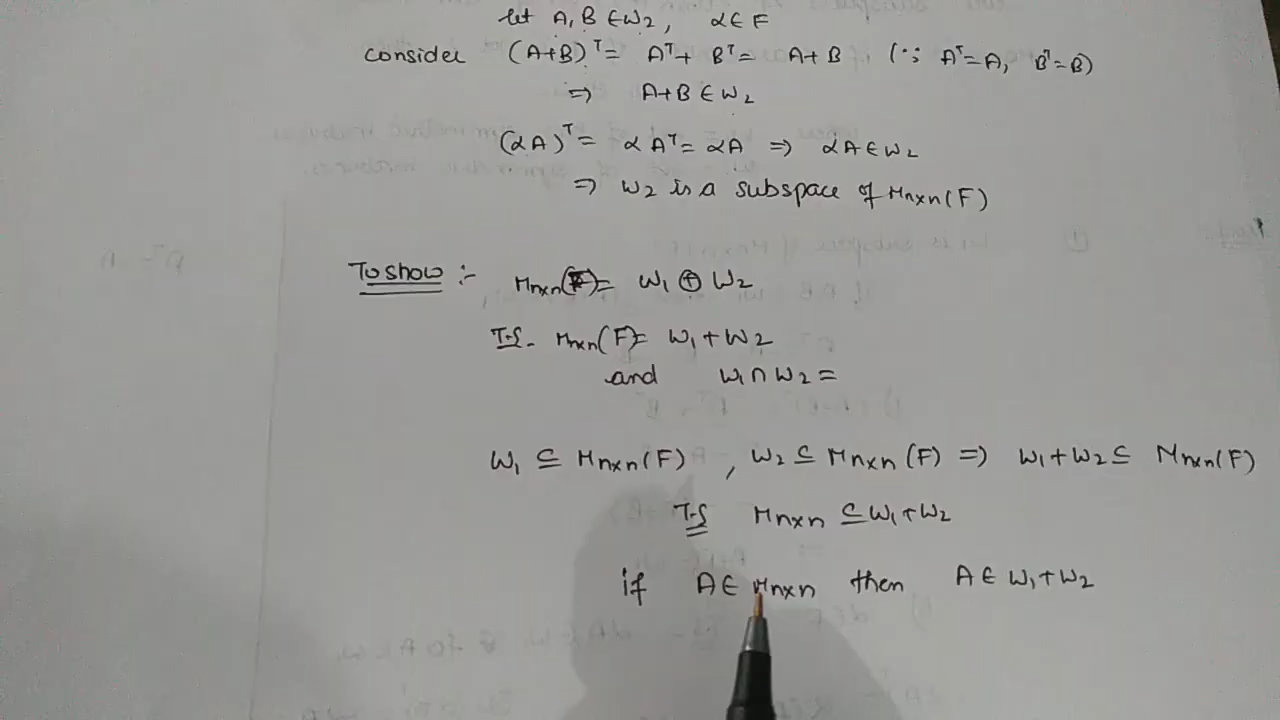 let A, B ∈ W₂, α ∈ F
consider (A+B)ᵀ = Aᵀ + Bᵀ = A+B (∵ Aᵀ=A, Bᵀ=B)
⇒ A+B ∈ W₂
(αA)ᵀ = αAᵀ = αA ⇒ αA ∈ W₂
⇒ W₂ is a subspace of Mnxn(F)
To show :- Mnxn(F) = W₁ ⊕ W₂
T.S. Mnxn(F) = W₁ + W₂
and W₁ ∩ W₂ =
W₁ ⊆ Mnxn(F) , W₂ ⊆ Mnxn(F) ⇒ W₁+W₂ ⊆ Mnxn(F)
T.S Mnxn ⊆ W₁+W₂
if A ∈ Mnxn then A ∈ W₁+W₂